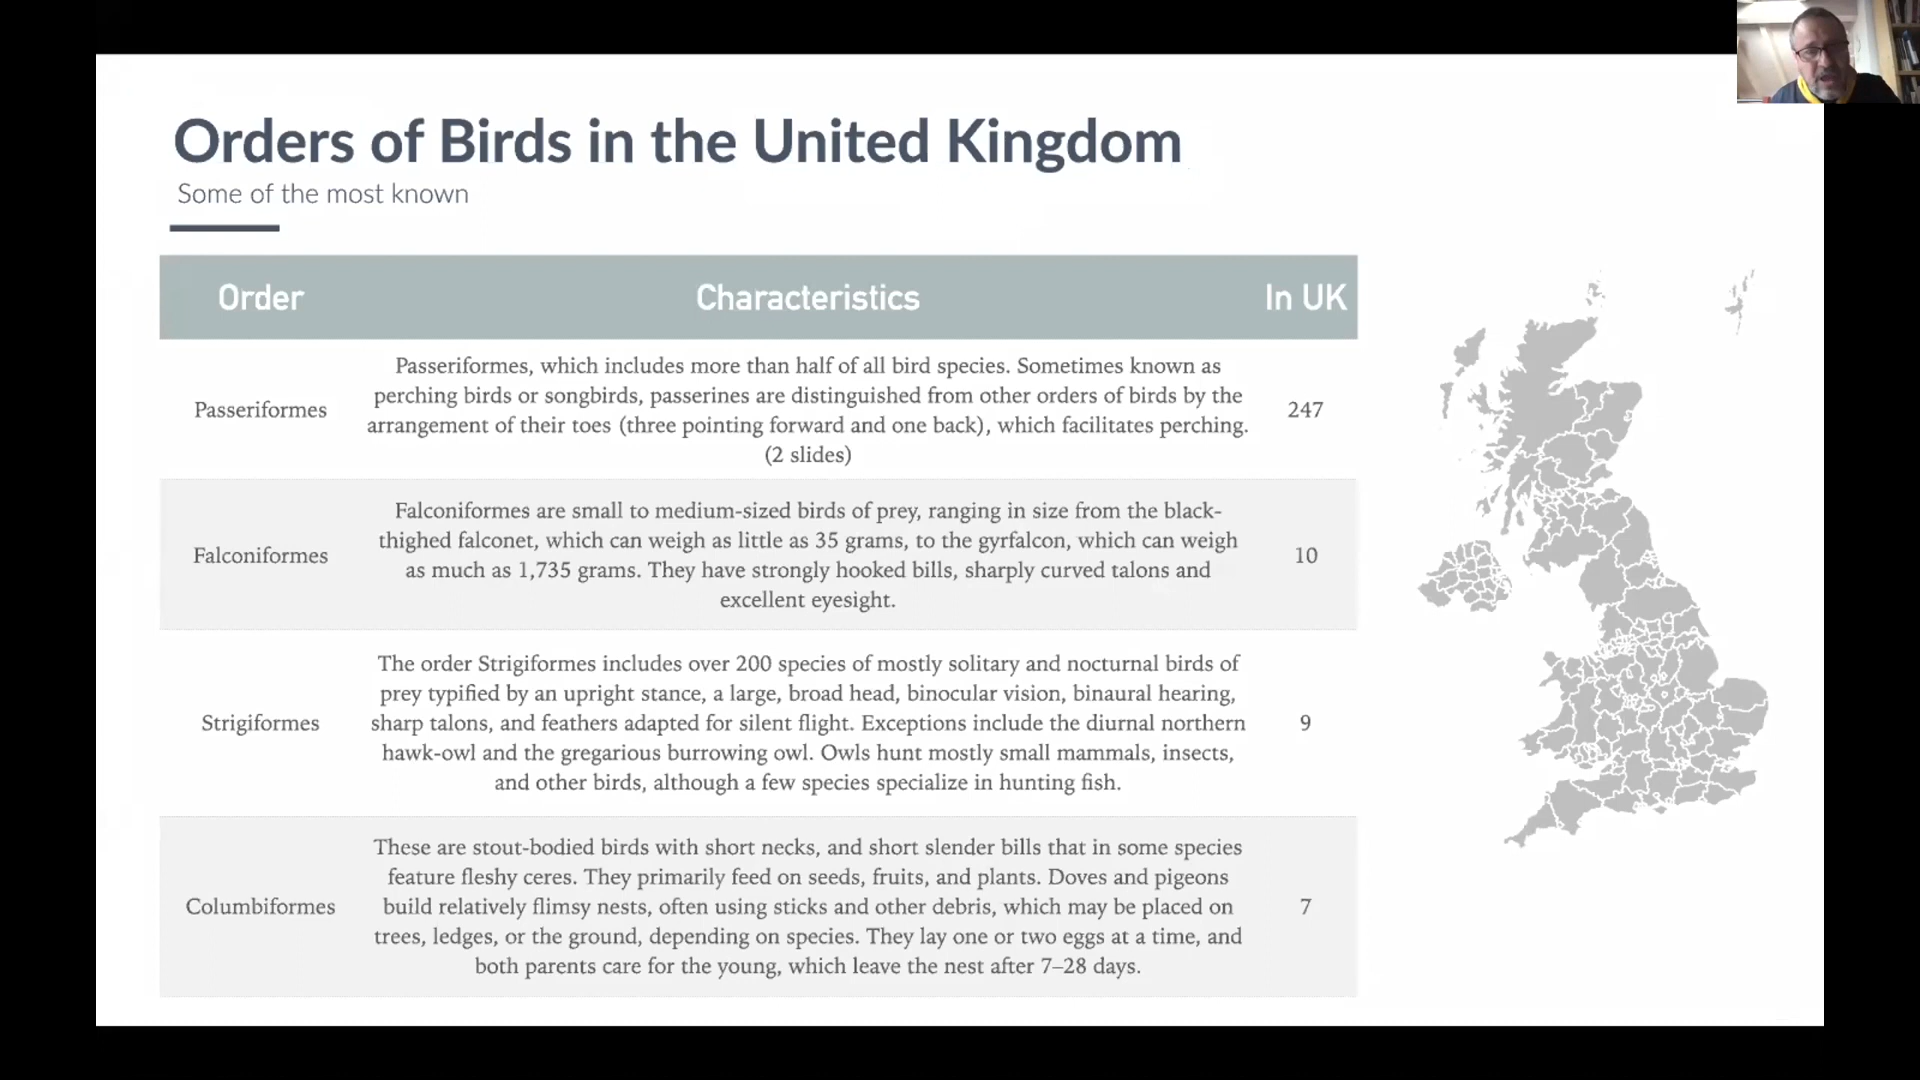 Orders of Birds in the United Kingdom
Some of the most known
Order Characteristics In UK
Passeriformes
Passeriformes, which includes more than half of all bird species. Sometimes known as
perching birds or songbirds, passerines are distinguished from other orders of birds by the
arrangement of their toes (three pointing forward and one back), which facilitates perching.
(2 slides)
247
Falconiformes
Falconiformes are small to medium-sized birds of prey, ranging in size from the black-
thighed falconet, which can weigh as little as 35 grams, to the gyrfalcon, which can weigh
as much as 1,735 grams. They have strongly hooked bills, sharply curved talons and
excellent eyesight.
10
Strigiformes
The order Strigiformes includes over 200 species of mostly solitary and nocturnal birds of
prey typified by an upright stance, a large, broad head, binocular vision, binaural hearing,
sharp talons, and feathers adapted for silent flight. Exceptions include the diurnal northern
hawk-owl and the gregarious burrowing owl. Owls hunt mostly small mammals, insects,
and other birds, although a few species specialize in hunting fish.
9
Columbiformes
These are stout-bodied birds with short necks, and short slender bills that in some species
feature fleshy ceres. They primarily feed on seeds, fruits, and plants. Doves and pigeons
build relatively flimsy nests, often using sticks and other debris, which may be placed on
trees, ledges, or the ground, depending on species. They lay one or two eggs at a time, and
both parents care for the young, which leave the nest after 7–28 days.
7